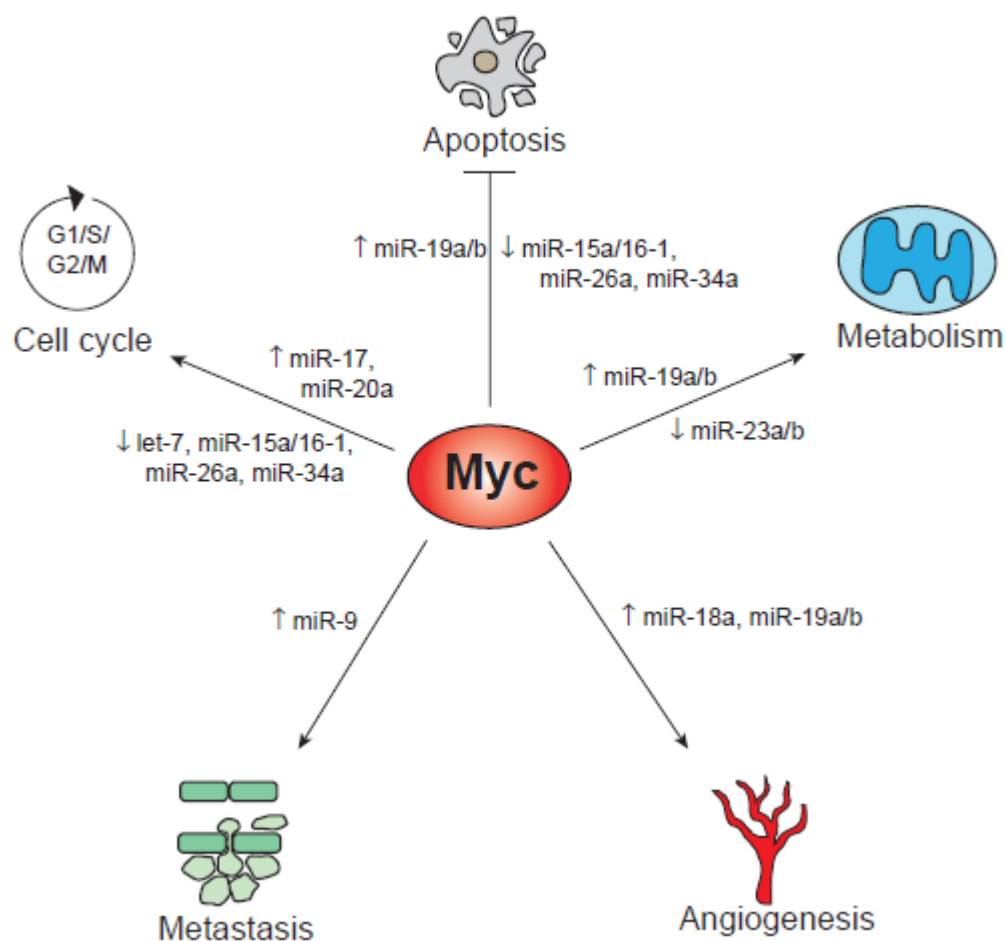 Apoptosis
G1/S/
G2/M
Cell cycle
↑ miR-19a/b
↓ miR-15a/16-1,
miR-26a, miR-34a
Metabolism
↑ miR-17,
miR-20a
↑ miR-19a/b
↓ miR-23a/b
↓ let-7, miR-15a/16-1,
miR-26a, miR-34a
Myc
↑ miR-9
↑ miR-18a, miR-19a/b
Metastasis
Angiogenesis